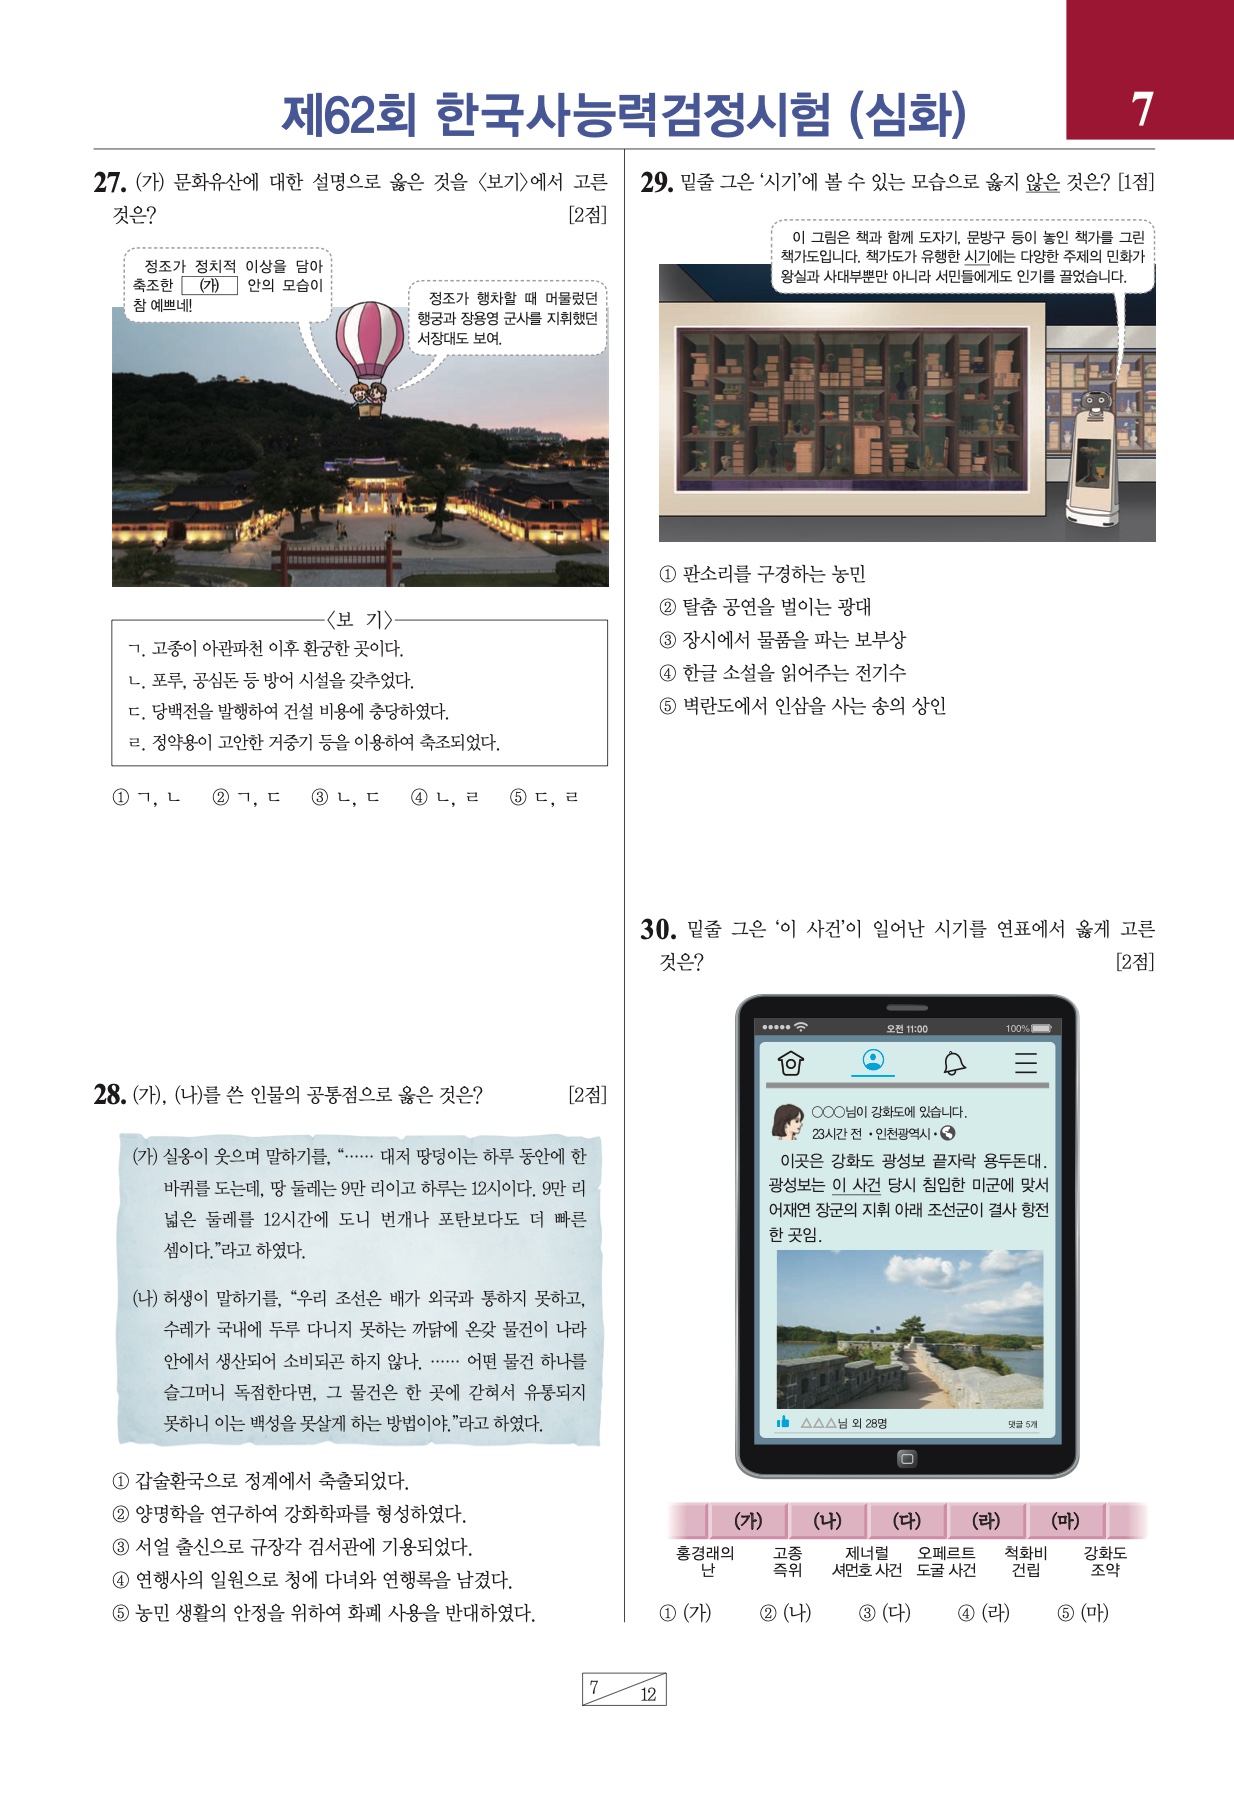 제62회 한국사능력검정시험 (심화)
7
27. (가) 문화유산에 대한 설명으로 옳은 것을 〈보기〉에서 고른
것은? [2점]
정조가 정치적 이상을 담아
축조한 (가) 안의 모습이
참 예쁘네!
정조가 행차할 때 머물렀던
행궁과 장용영 군사를 지휘했던
서장대도 보여.
〈보 기〉
ㄱ. 고종이 아관파천 이후 환궁한 곳이다.
ㄴ. 포루, 공심돈 등 방어 시설을 갖추었다.
ㄷ. 당백전을 발행하여 건설 비용에 충당하였다.
ㄹ. 정약용이 고안한 거중기 등을 이용하여 축조되었다.
① ㄱ, ㄴ ② ㄱ, ㄷ ③ ㄴ, ㄷ ④ ㄴ, ㄹ ⑤ ㄷ, ㄹ
28. (가), (나)를 쓴 인물의 공통점으로 옳은 것은? [2점]
(가) 실옹이 웃으며 말하기를, “…… 대저 땅덩이는 하루 동안에 한
바퀴를 도는데, 땅 둘레는 9만 리이고 하루는 12시이다. 9만 리
넓은 둘레를 12시간에 도니 번개나 포탄보다도 더 빠른
셈이다.”라고 하였다.
(나) 허생이 말하기를, “우리 조선은 배가 외국과 통하지 못하고,
수레가 국내에 두루 다니지 못하는 까닭에 온갖 물건이 나라
안에서 생산되어 소비되곤 하지 않나. …… 어떤 물건 하나를
슬그머니 독점한다면, 그 물건은 한 곳에 갇혀서 유통되지
못하니 이는 백성을 못살게 하는 방법이야.”라고 하였다.
① 갑술환국으로 정계에서 축출되었다.
② 양명학을 연구하여 강화학파를 형성하였다.
③ 서얼 출신으로 규장각 검서관에 기용되었다.
④ 연행사의 일원으로 청에 다녀와 연행록을 남겼다.
⑤ 농민 생활의 안정을 위하여 화폐 사용을 반대하였다.
29. 밑줄 그은 ‘시기’에 볼 수 있는 모습으로 옳지 않은 것은? [1점]
이 그림은 책과 함께 도자기, 문방구 등이 놓인 책가를 그린
책가도입니다. 책가도가 유행한 시기에는 다양한 주제의 민화가
왕실과 사대부뿐만 아니라 서민들에게도 인기를 끌었습니다.
① 판소리를 구경하는 농민
② 탈춤 공연을 벌이는 광대
③ 장시에서 물품을 파는 보부상
④ 한글 소설을 읽어주는 전기수
⑤ 벽란도에서 인삼을 사는 송의 상인
30. 밑줄 그은 ‘이 사건’이 일어난 시기를 연표에서 옳게 고른
것은? [2점]
오전 11:00 100%
○○○님이 강화도에 있습니다.
23시간 전 • 인천광역시 •
이곳은 강화도 광성보 끝자락 용두돈대.
광성보는 이 사건 당시 침입한 미군에 맞서
어재연 장군의 지휘 아래 조선군이 결사 항전
한 곳임.
△△△님 외 28명 댓글 5개
(가) (나) (다) (라) (마)
홍경래의 고종 제너럴 오페르트 척화비 강화도
난 즉위 셔먼호 사건 도굴 사건 건립 조약
① (가) ② (나) ③ (다) ④ (라) ⑤ (마)
7 12